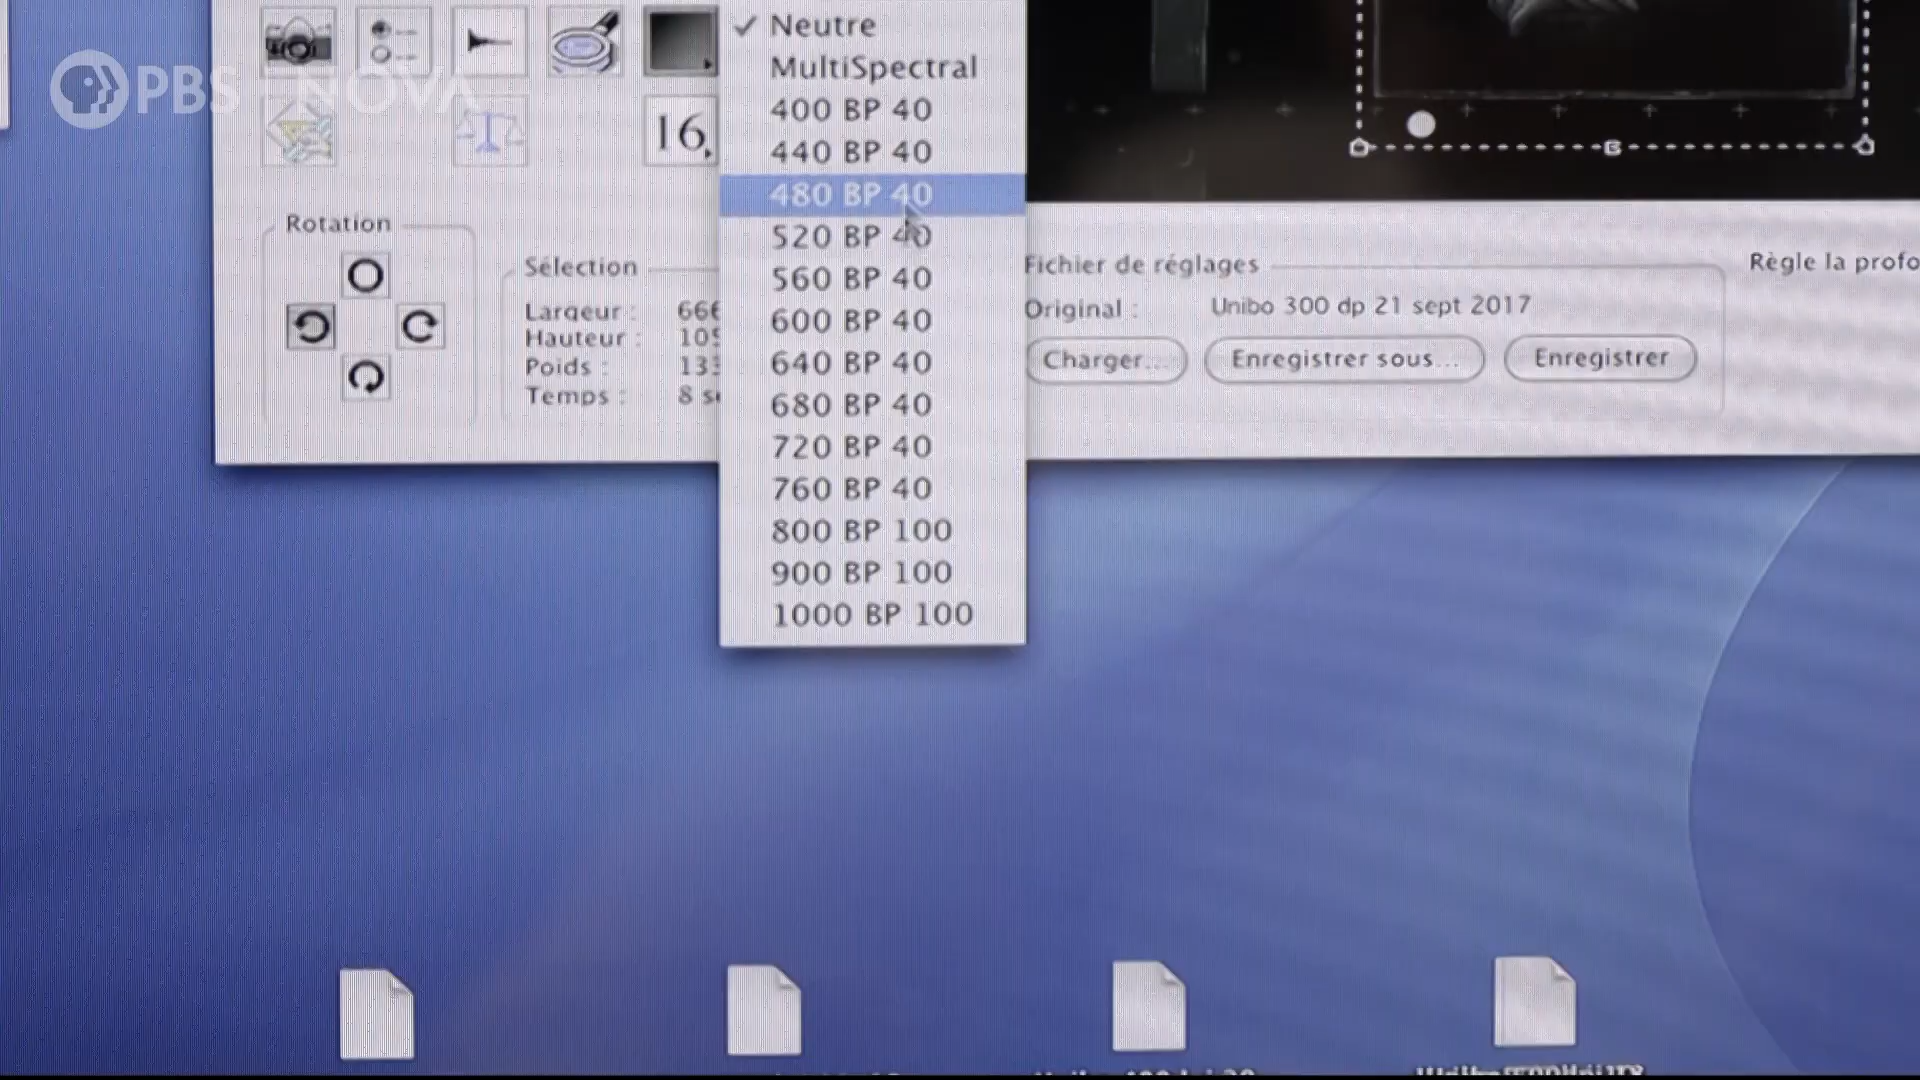 PBS NOVA
Neutre
MultiSpectral
400 BP 40
440 BP 40
480 BP 40
520 BP 40
560 BP 40
600 BP 40
640 BP 40
680 BP 40
720 BP 40
760 BP 40
800 BP 100
900 BP 100
1000 BP 100
16
Rotation
Sélection
Largeur :
Hauteur :
Poids :
Temps : 8
Fichier de réglages
Original : Unibo 300 dp 21 sept 2017
Charger...
Enregistrer sous...
Enregistrer
Règle la